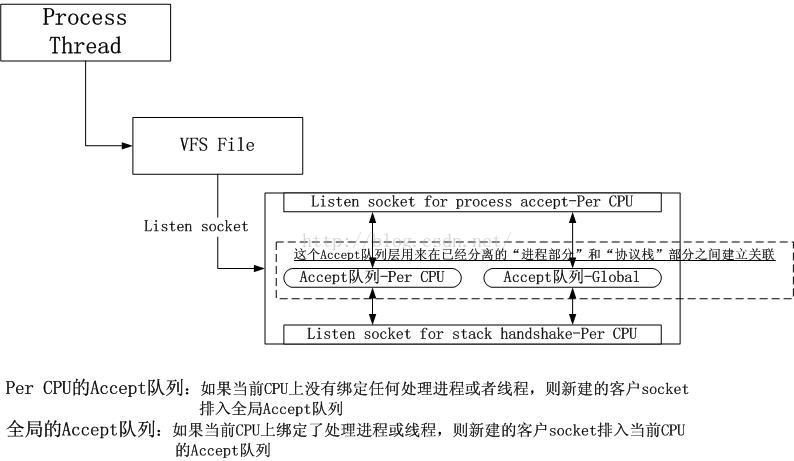 Process
Thread
VFS File
Listen socket
Listen socket for process accept-Per CPU
http://blog.csdn.net/
这个Accept队列层用来在已经分离的“进程部分”和“协议栈”部分之间建立关联
Accept队列-Per CPU
Accept队列-Global
Listen socket for stack handshake-Per CPU
Per CPU的Accept队列：如果当前CPU上没有绑定任何处理进程或者线程，则新建的客户socket
排入全局Accept队列
全局的Accept队列：如果当前CPU上绑定了处理进程或线程，则新建的客户socket排入当前CPU
的Accept队列